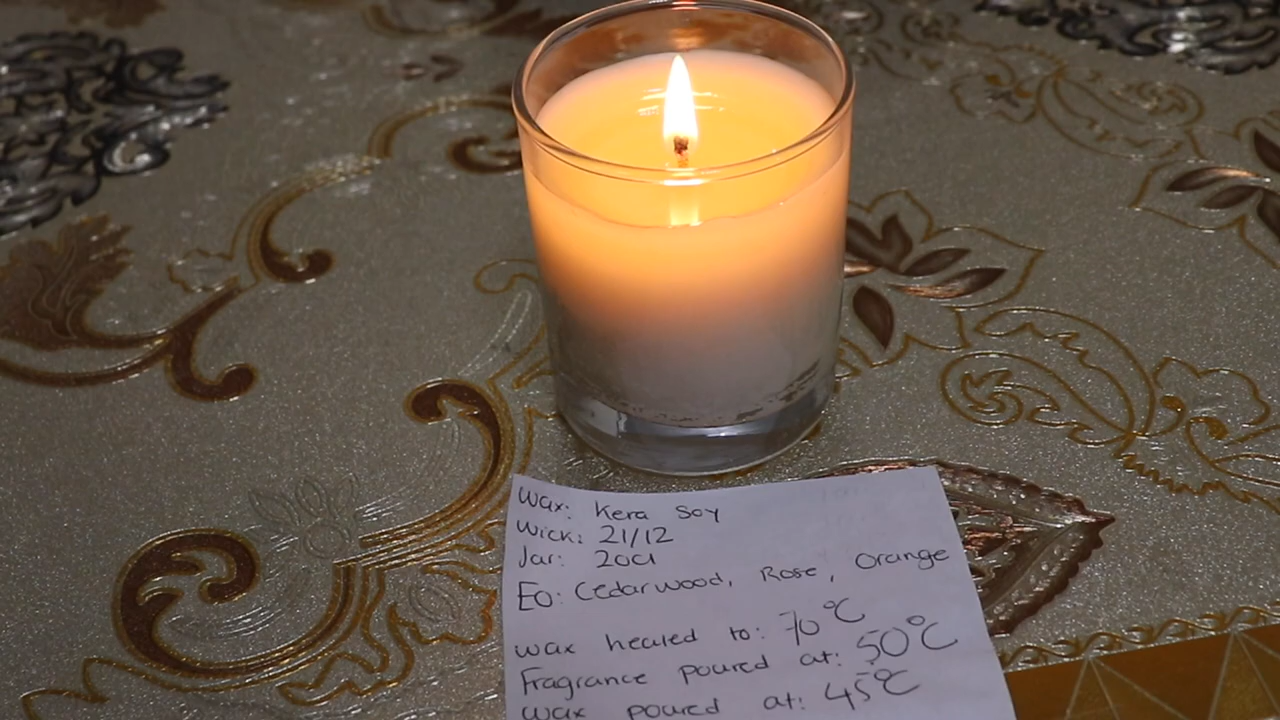 Wax: Kera Soy
Wick: 21/12
Jar: 20cl
Eo: Cedarwood, Rose, Orange
wax heated to: 70°C
Fragrance poured at: 50°C
wax poured at: 45°C